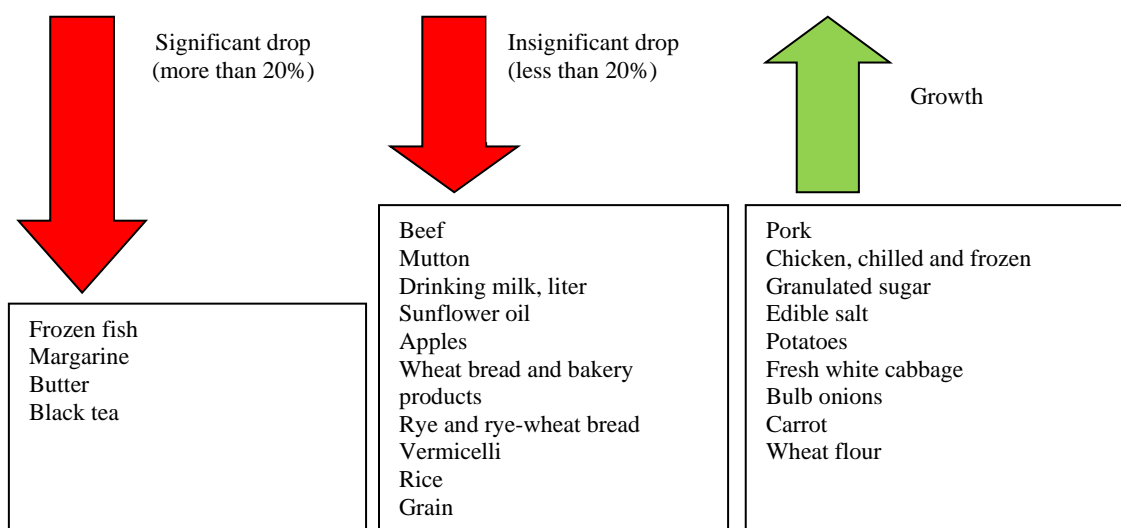 Significant drop
(more than 20%)
Insignificant drop
(less than 20%)
Growth
Frozen fish
Margarine
Butter
Black tea
Beef
Mutton
Drinking milk, liter
Sunflower oil
Apples
Wheat bread and bakery
products
Rye and rye-wheat bread
Vermicelli
Rice
Grain
Pork
Chicken, chilled and frozen
Granulated sugar
Edible salt
Potatoes
Fresh white cabbage
Bulb onions
Carrot
Wheat flour